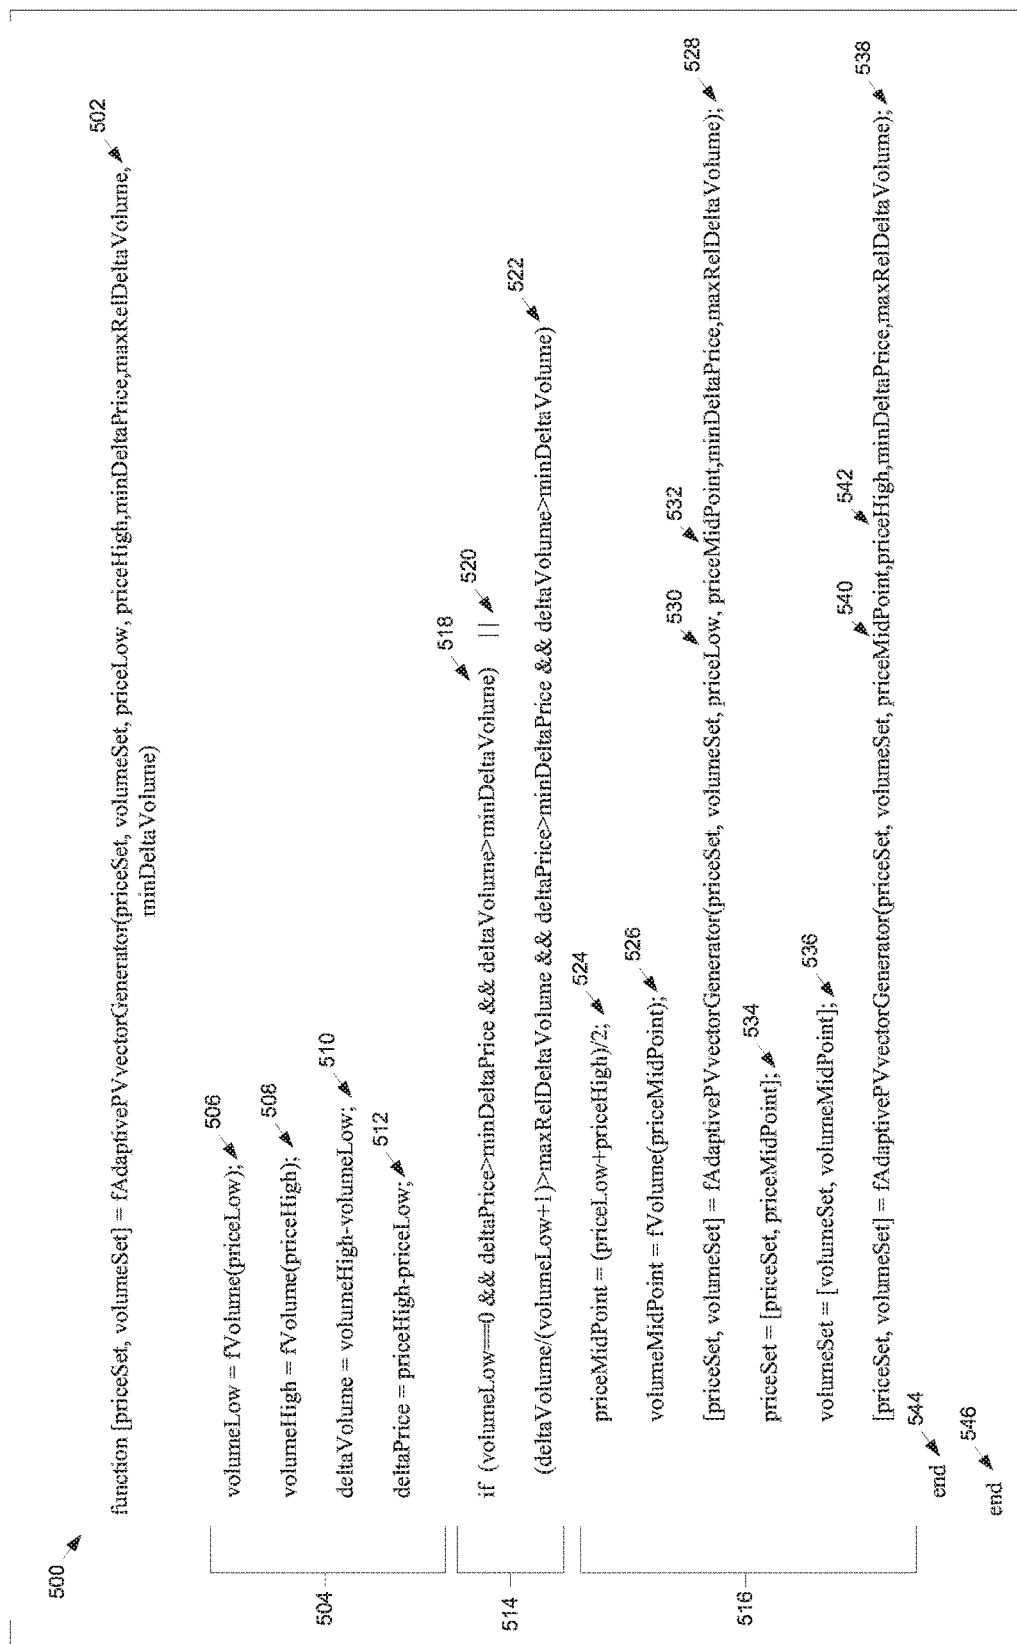 500
function [priceSet, volumeSet] = fAdaptivePVvectorGenerator(priceSet, volumeSet, priceLow, priceHigh,minDeltaPrice,maxRelDeltaVolume, 502
minDeltaVolume)
504
volumeLow = fVolume(priceLow); 506
volumeHigh = fVolume(priceHigh); 508
deltaVolume = volumeHigh-volumeLow; 510
deltaPrice = priceHigh-priceLow; 512
514
if (volumeLow==0 && deltaPrice>minDeltaPrice && deltaVolume>minDeltaVolume) 518 || 520
(deltaVolume/(volumeLow+1)>maxRelDeltaVolume && deltaPrice>minDeltaPrice && deltaVolume>minDeltaVolume) 522
516
priceMidPoint = (priceLow+priceHigh)/2; 524
volumeMidPoint = fVolume(priceMidPoint); 526
[priceSet, volumeSet] = fAdaptivePVvectorGenerator(priceSet, volumeSet, priceLow, priceMidPoint,minDeltaPrice,maxRelDeltaVolume); 530 532 528
priceSet = [priceSet, priceMidPoint]; 534
volumeSet = [volumeSet, volumeMidPoint]; 536
[priceSet, volumeSet] = fAdaptivePVvectorGenerator(priceSet, volumeSet, priceMidPoint,priceHigh,minDeltaPrice,maxRelDeltaVolume); 540 542 538
end 544
end 546